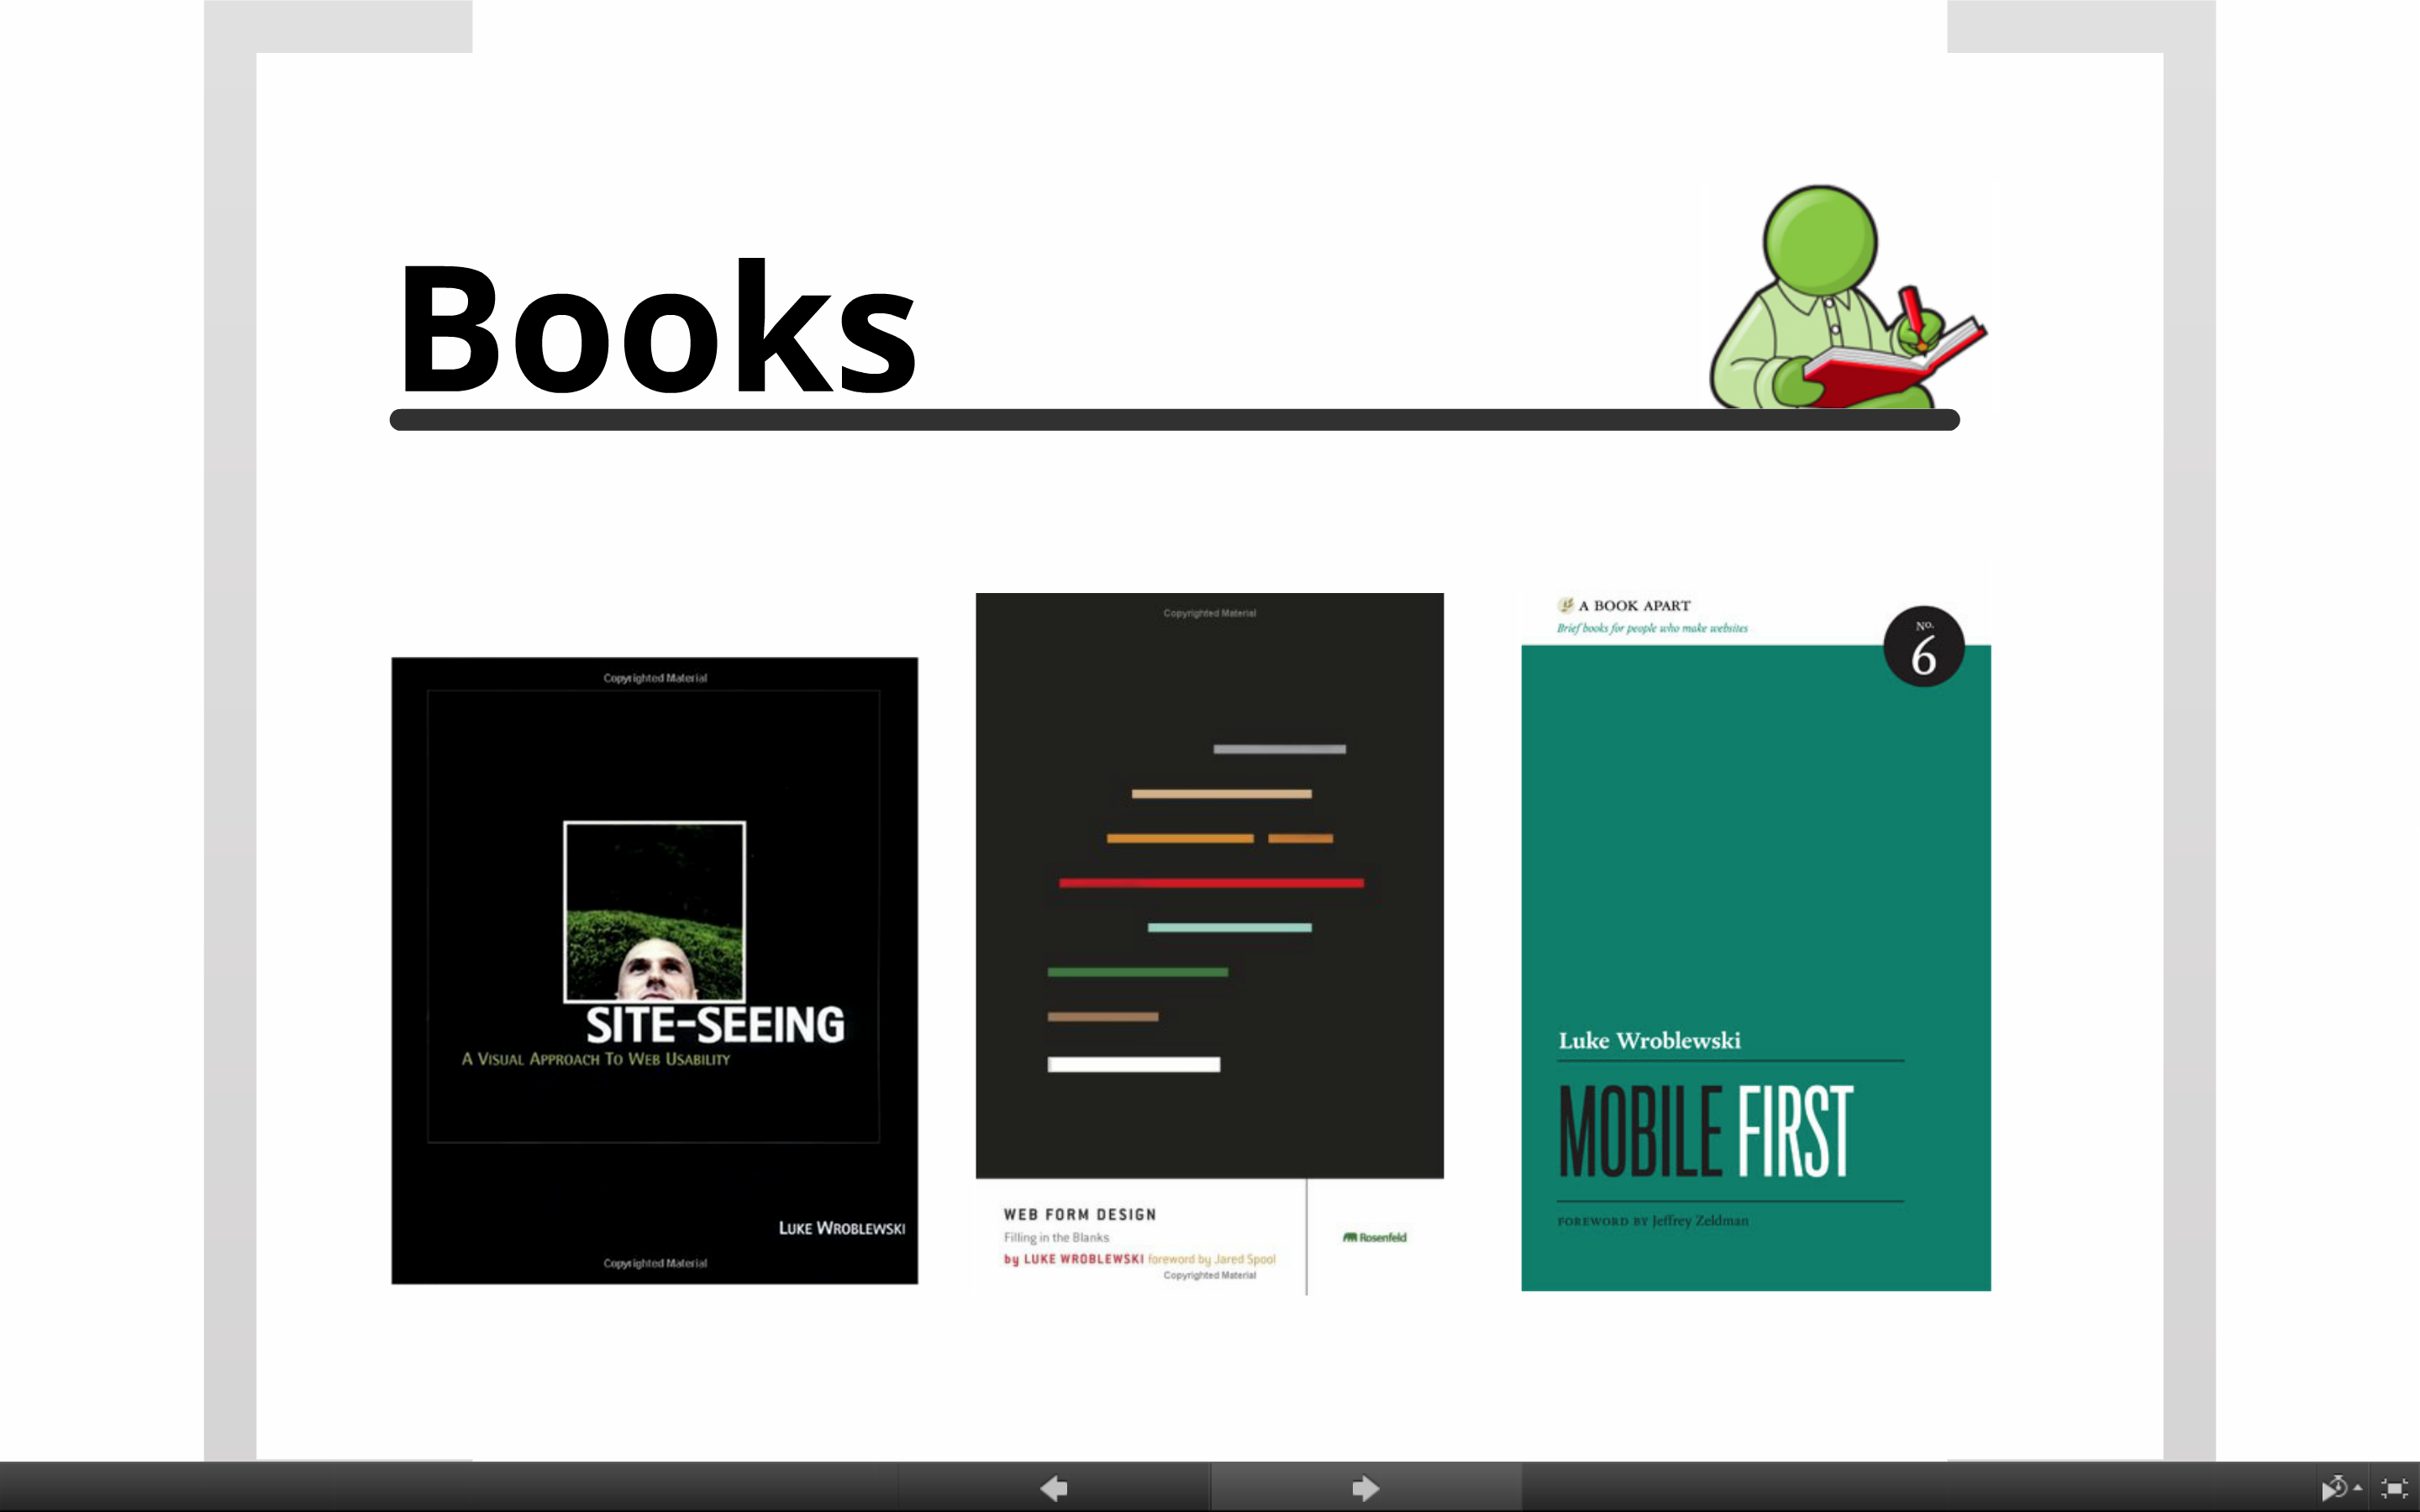 Books
Copyrighted Material
SITE-SEEING
A VISUAL APPROACH TO WEB USABILITY
LUKE WROBLEWSKI
Copyrighted Material
Copyrighted Material
WEB FORM DESIGN
Filling in the Blanks
by LUKE WROBLEWSKI foreword by Jared Spool
Copyrighted Material
Rosenfeld
A BOOK APART
Brief books for people who make websites
No.
6
Luke Wroblewski
MOBILE FIRST
FOREWORD BY Jeffrey Zeldman